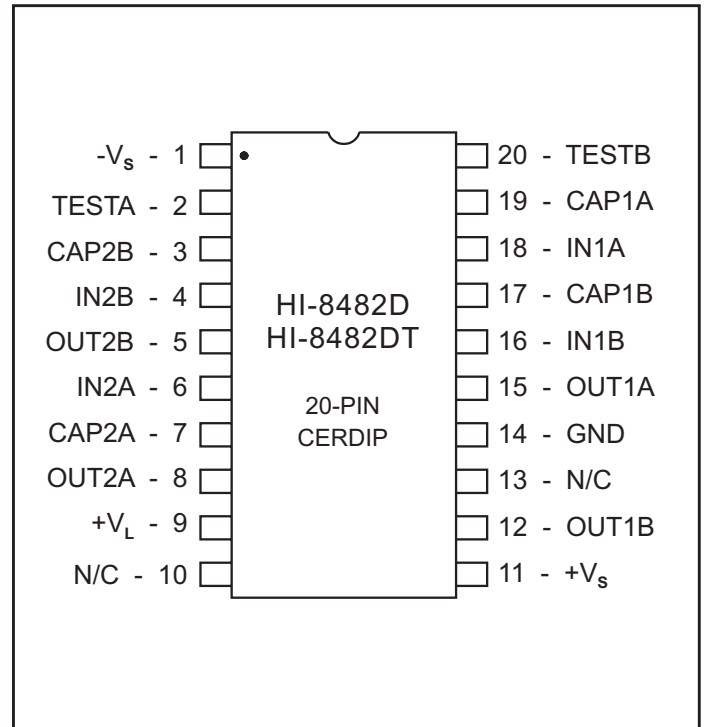 -VS - 1
TESTA - 2
CAP2B - 3
IN2B - 4
OUT2B - 5
IN2A - 6
CAP2A - 7
OUT2A - 8
+VL - 9
N/C - 10
HI-8482D
HI-8482DT
20-PIN
CERDIP
20 - TESTB
19 - CAP1A
18 - IN1A
17 - CAP1B
16 - IN1B
15 - OUT1A
14 - GND
13 - N/C
12 - OUT1B
11 - +VS